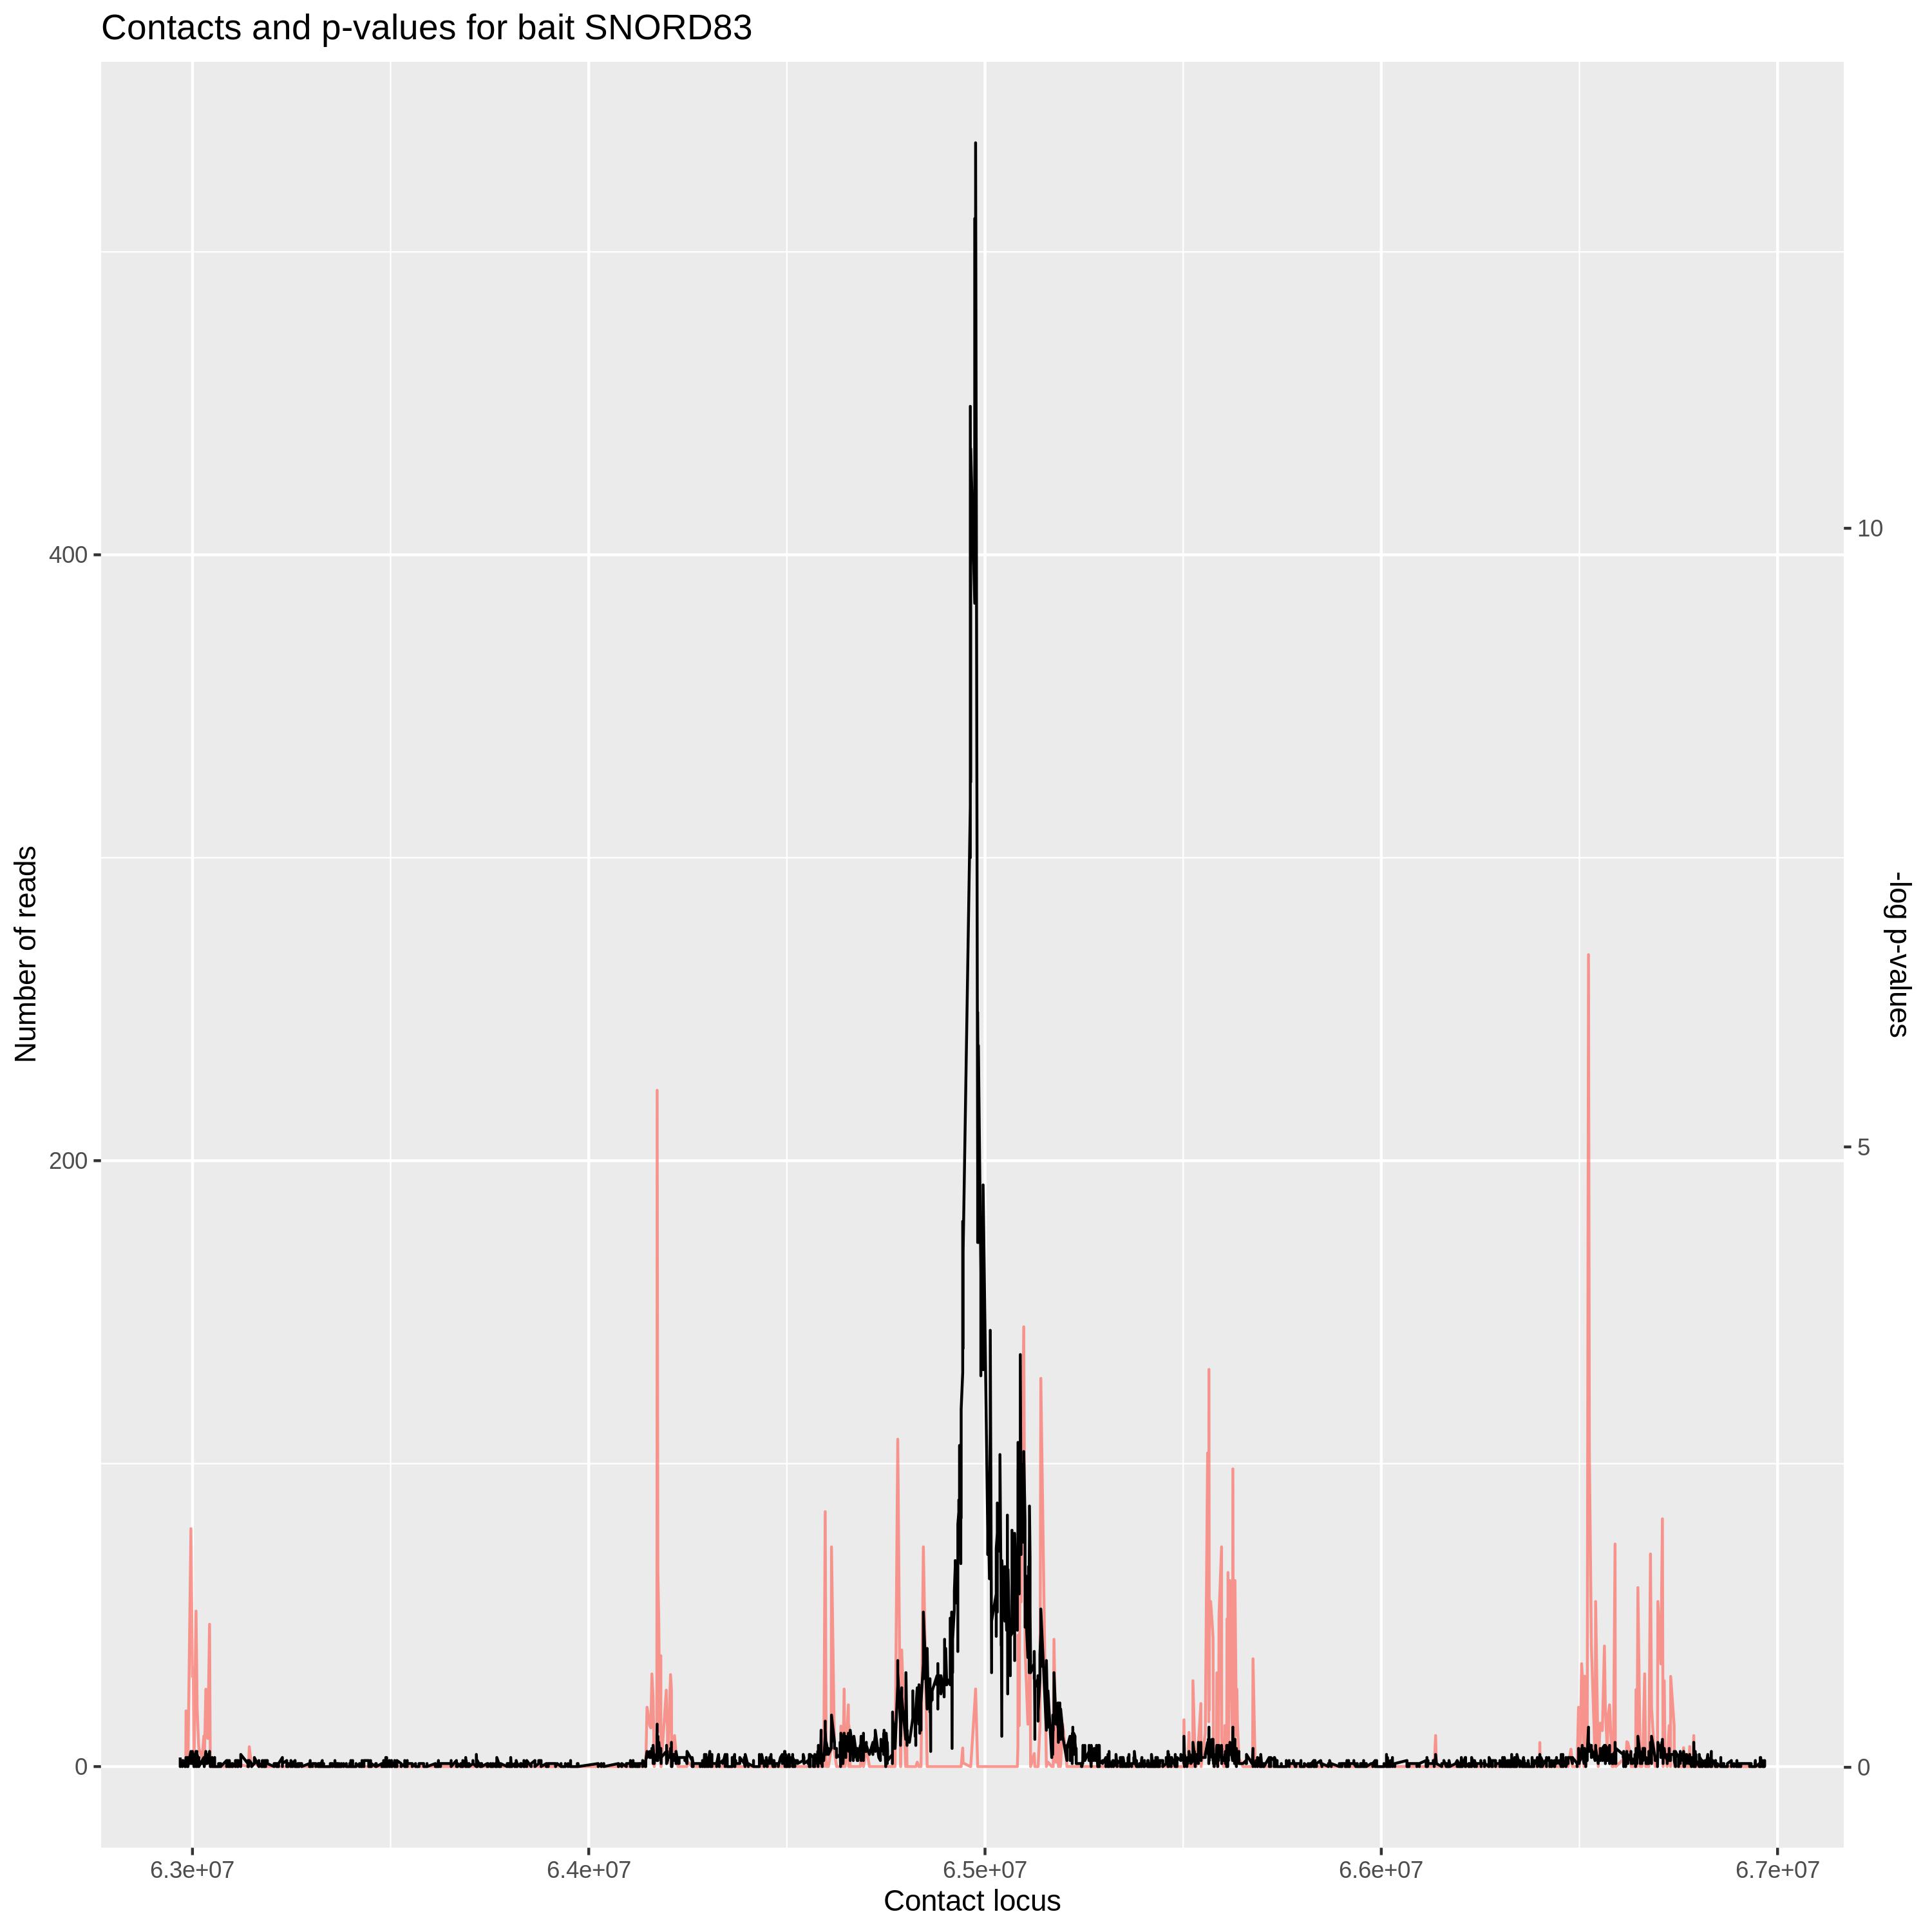 Contacts and p-values for bait SNORD83
Number of reads
400
200
0
10
5
0
-log p-values
6.3e+07
6.4e+07
6.5e+07
6.6e+07
6.7e+07
Contact locus